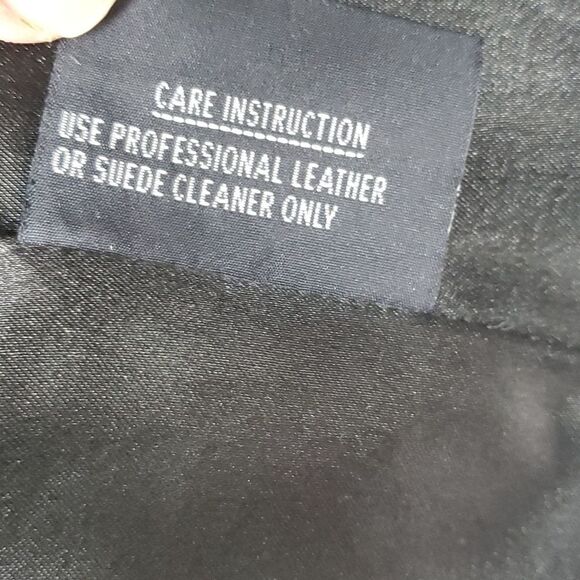 CARE INSTRUCTION
USE PROFESSIONAL LEATHER
OR SUEDE CLEANER ONLY